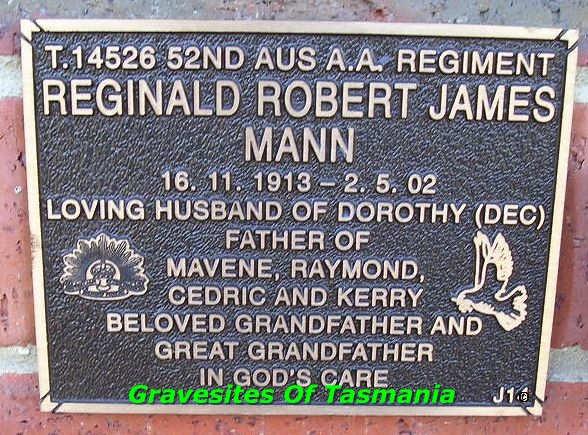 T.14526 52ND AUS A.A. REGIMENT
REGINALD ROBERT JAMES
MANN
16. 11. 1913 – 2. 5. 02
LOVING HUSBAND OF DOROTHY (DEC)
FATHER OF
MAVENE, RAYMOND,
CEDRIC AND KERRY
BELOVED GRANDFATHER AND
GREAT GRANDFATHER
IN GOD'S CARE
Gravesites Of Tasmania